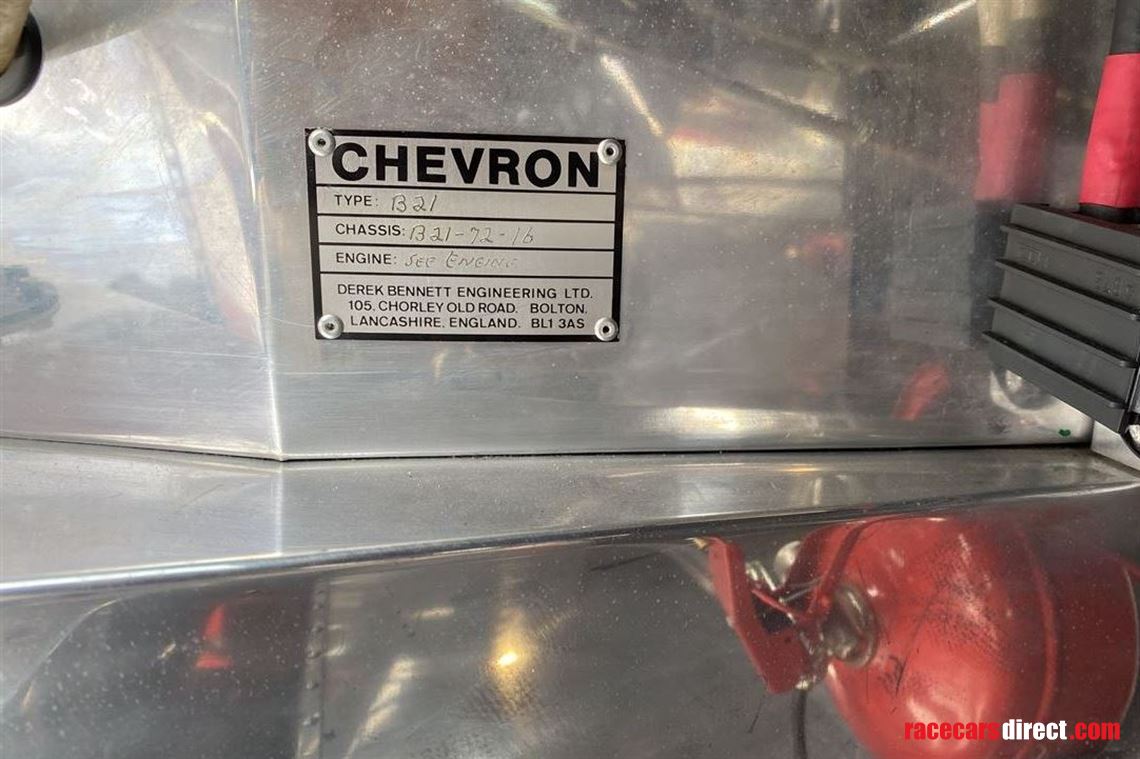 CHEVRON
TYPE: B21
CHASSIS: B21-72-16
ENGINE: SEE ENGINE
DEREK BENNETT ENGINEERING LTD.
105, CHORLEY OLD ROAD. BOLTON,
LANCASHIRE, ENGLAND. BL1 3AS
racecarsdirect.com